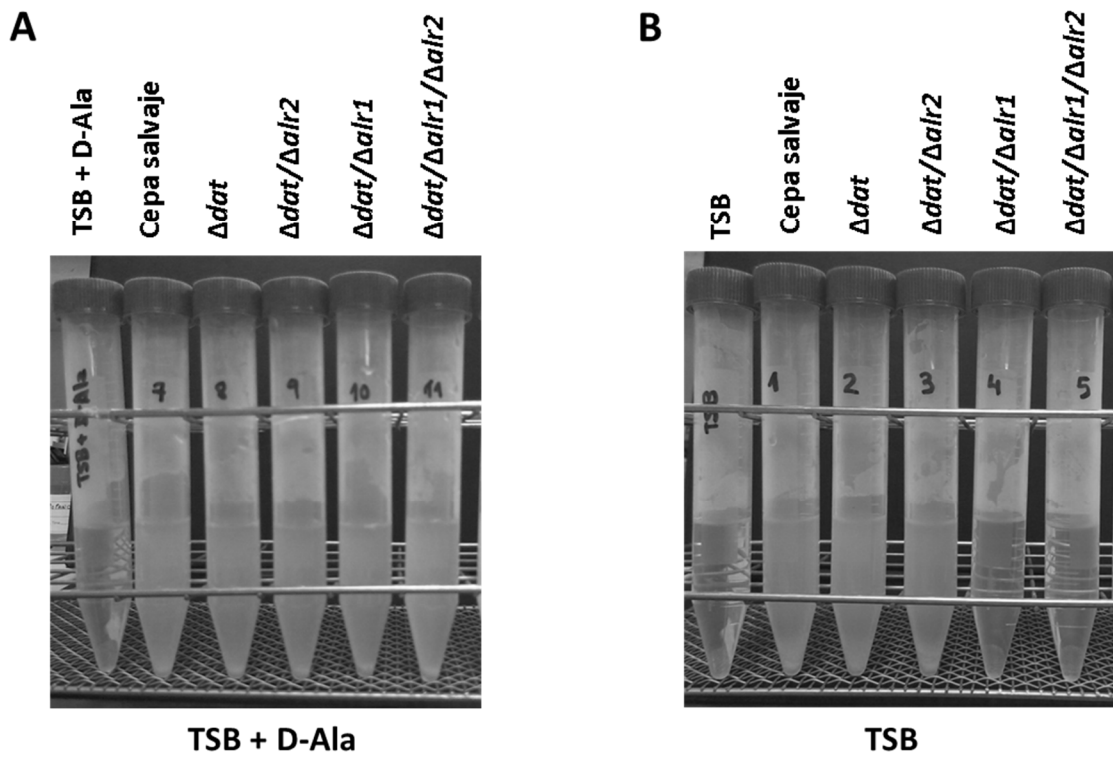 A
TSB + D-Ala
Cepa salvaje
Δdat
Δdat/Δalr2
Δdat/Δalr1
Δdat/Δalr1/Δalr2
TSB + D-Ala
7
8
9
10
11
TSB + D-Ala
B
TSB
Cepa salvaje
Δdat
Δdat/Δalr2
Δdat/Δalr1
Δdat/Δalr1/Δalr2
TSB
1
2
3
4
5
TSB